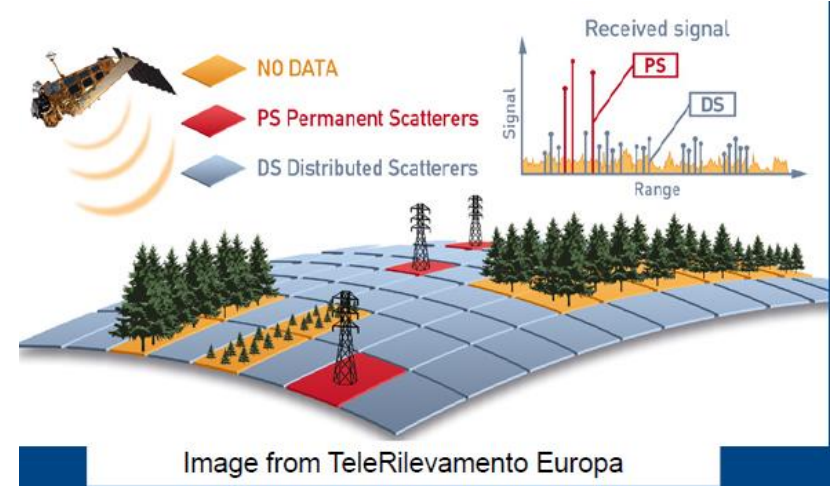 NO DATA
PS Permanent Scatterers
DS Distributed Scatterers
Received signal
PS
DS
Signal
Range
Image from TeleRilevamento Europa